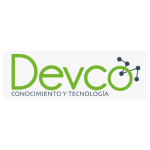 Devco
CONOCIMIENTO Y TECNOLOGÍA